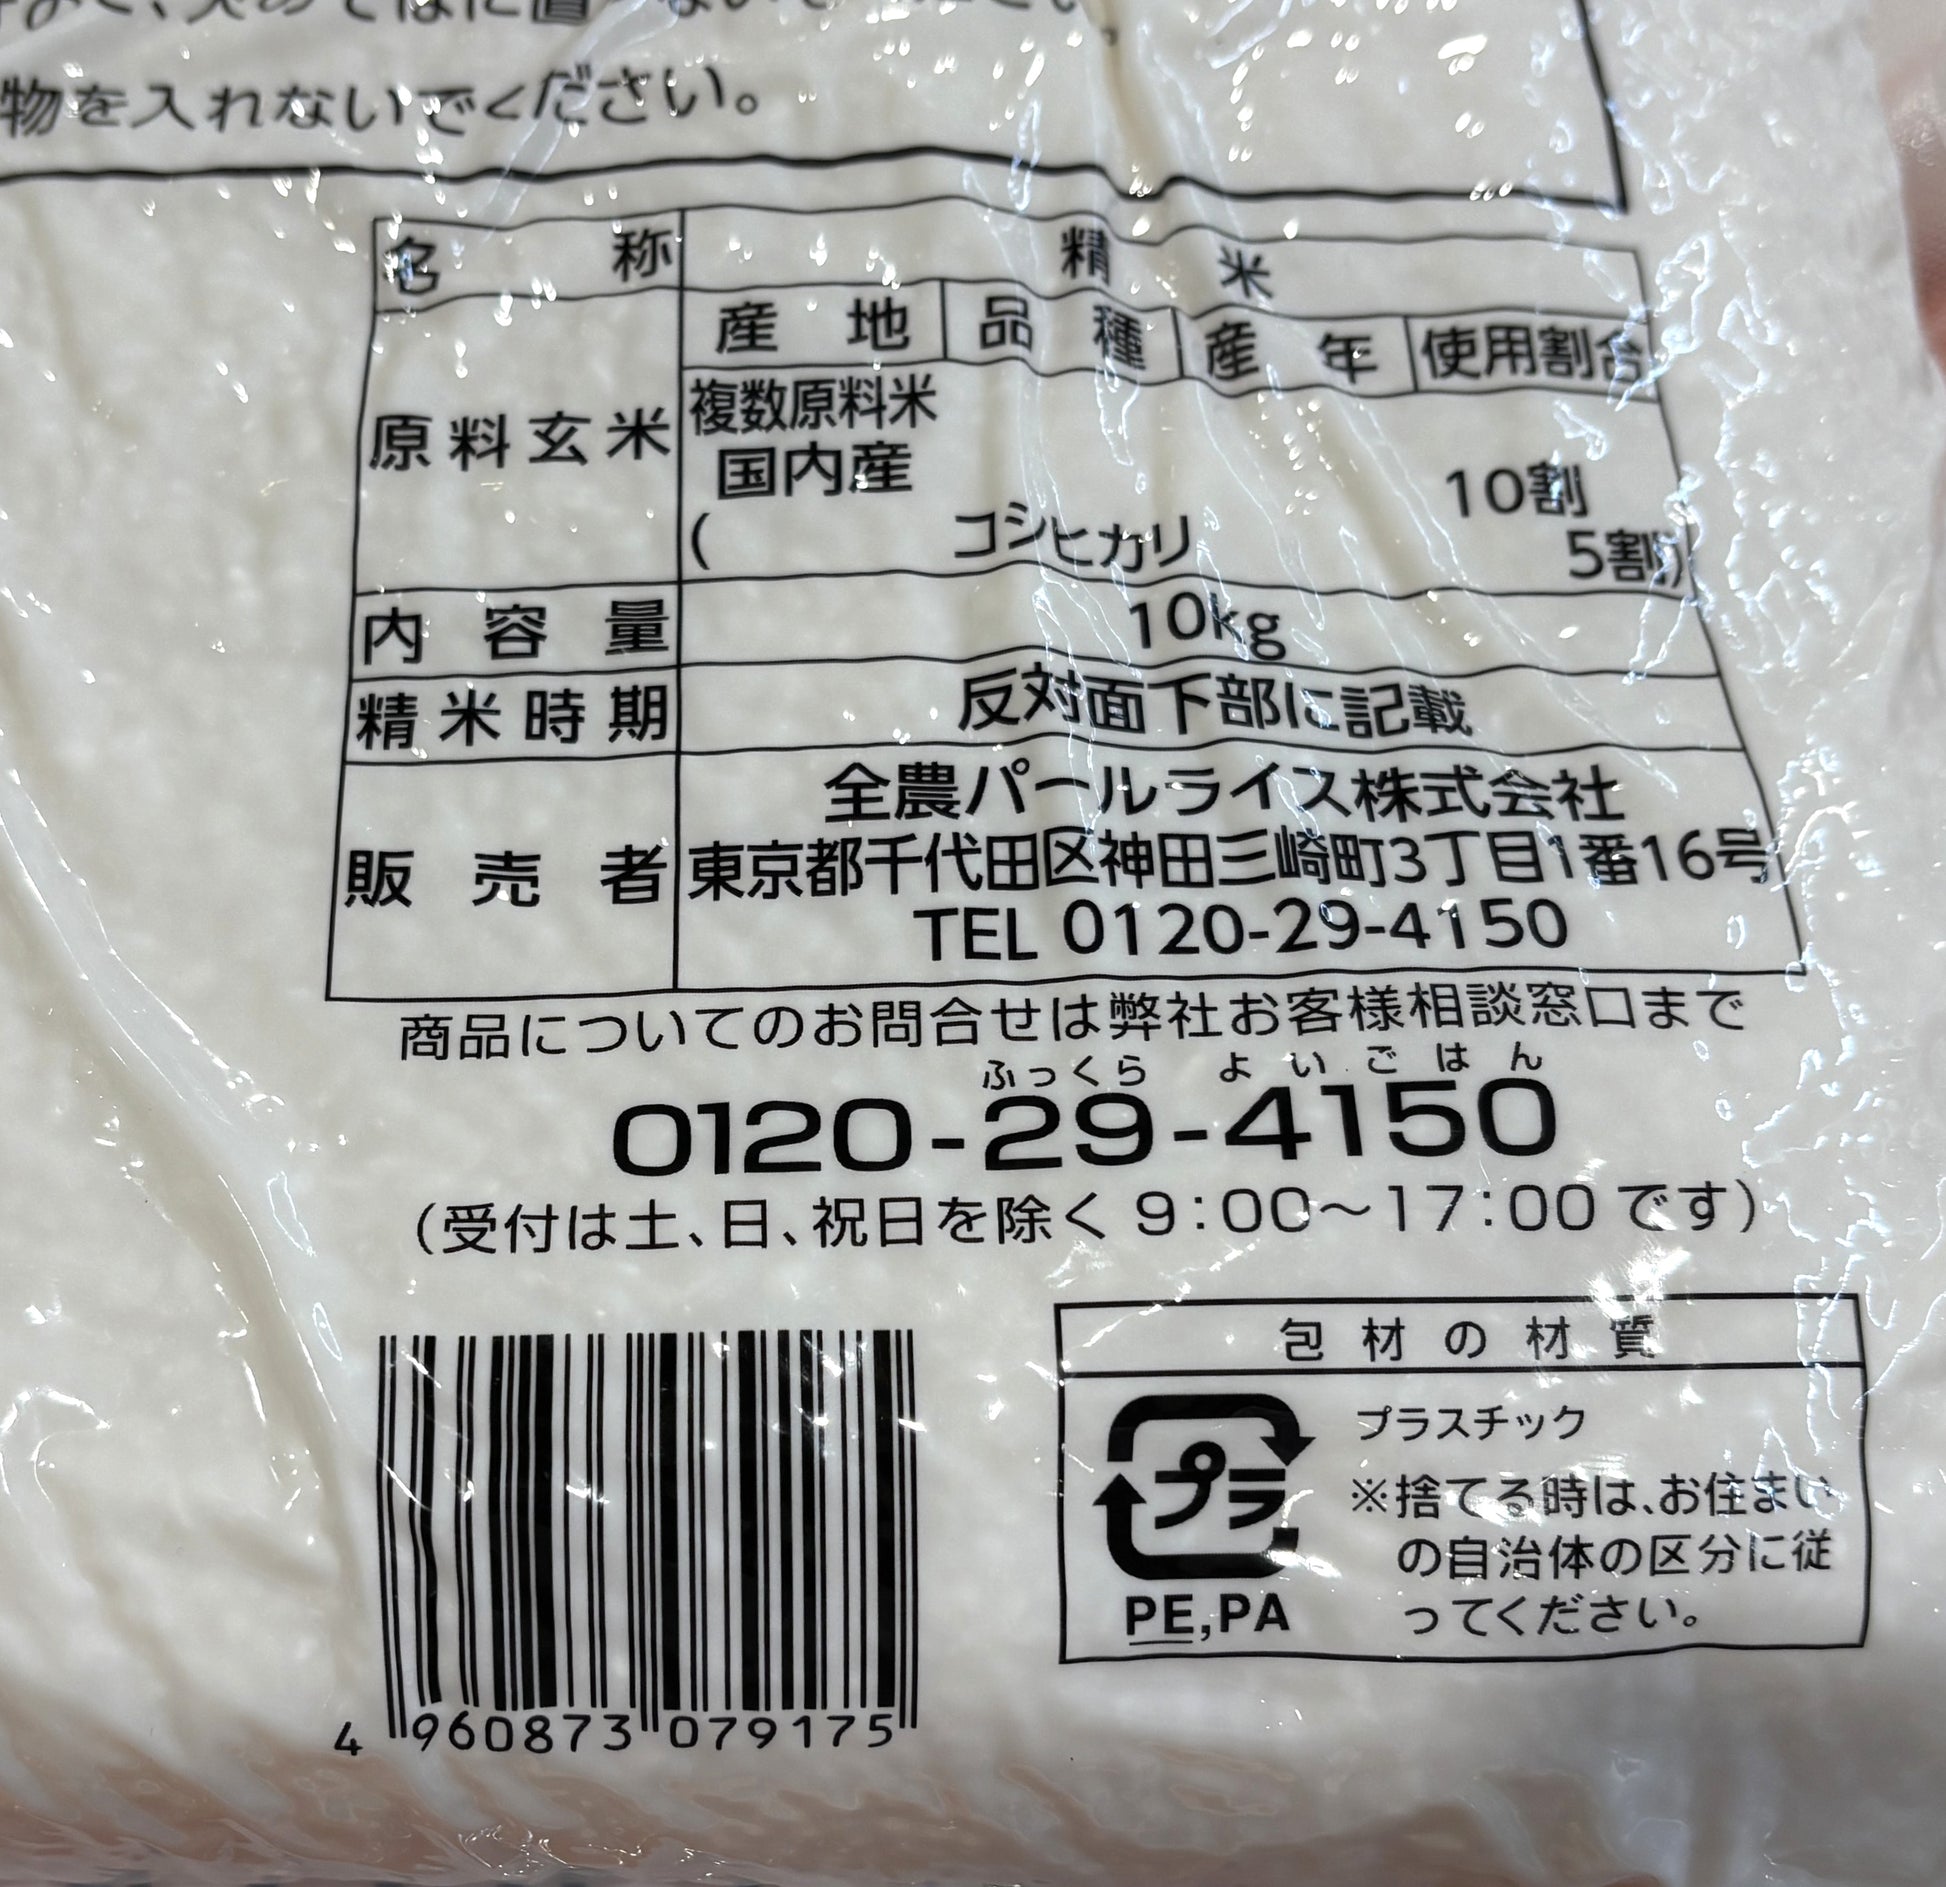 物を入れないでください。
名称 精米
産地 品種 産年 使用割合
原料玄米 複数原料米
国内産 10割
( コシヒカリ 5割)
内容量 10kg
精米時期 反対面下部に記載
全農パールライス株式会社
販売者 東京都千代田区神田三崎町3丁目1番16号
TEL 0120-29-4150
商品についてのお問合せは弊社お客様相談窓口まで
ふっくら よいごはん
0120-29-4150
(受付は土、日、祝日を除く 9:00〜17:00 です)
包材の材質
プラ
プラスチック
※捨てる時は、お住まい
の自治体の区分に従
ってください。
PE,PA
4 960873 079175